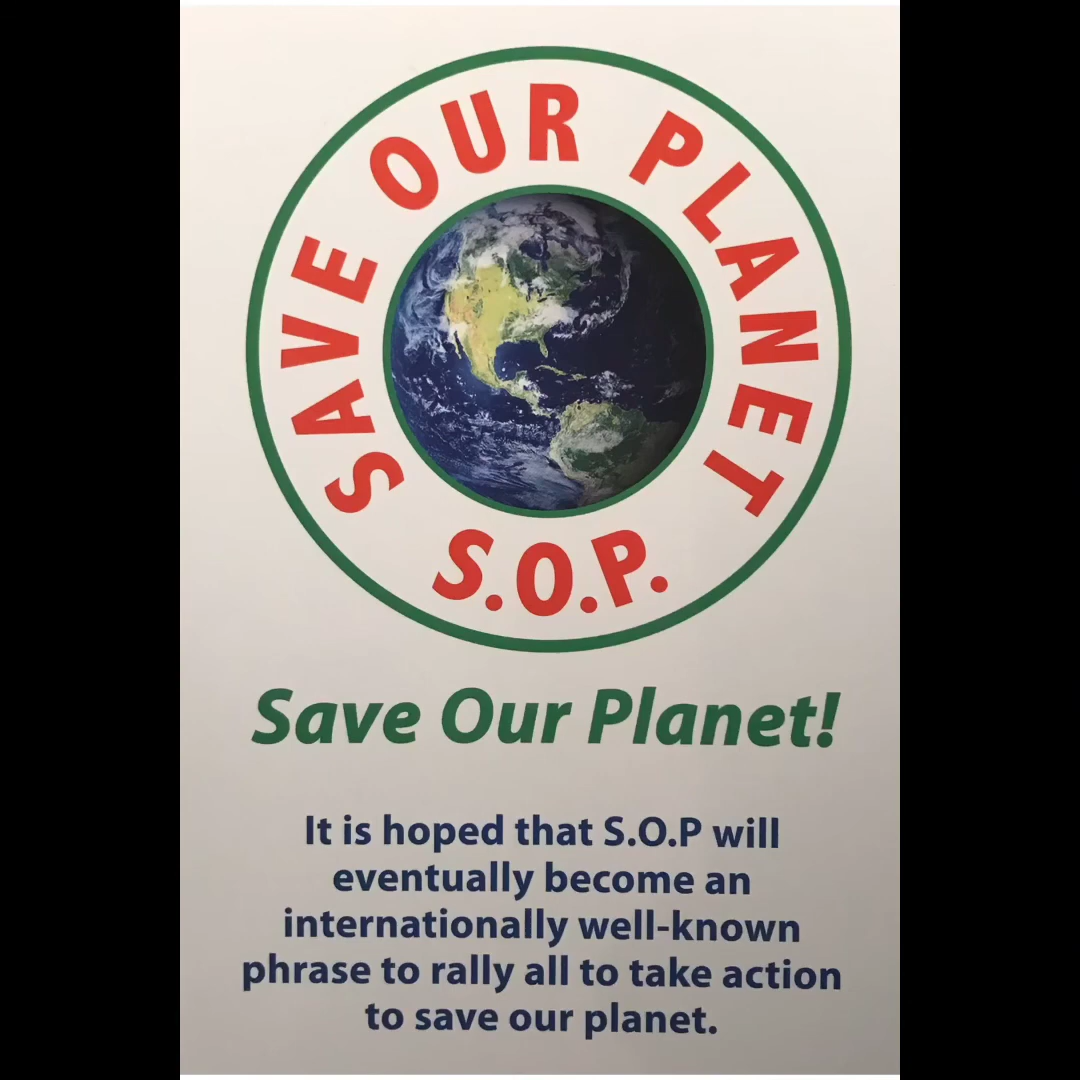 SAVE OUR PLANET
S.O.P.
Save Our Planet!
It is hoped that S.O.P will
eventually become an
internationally well-known
phrase to rally all to take action
to save our planet.